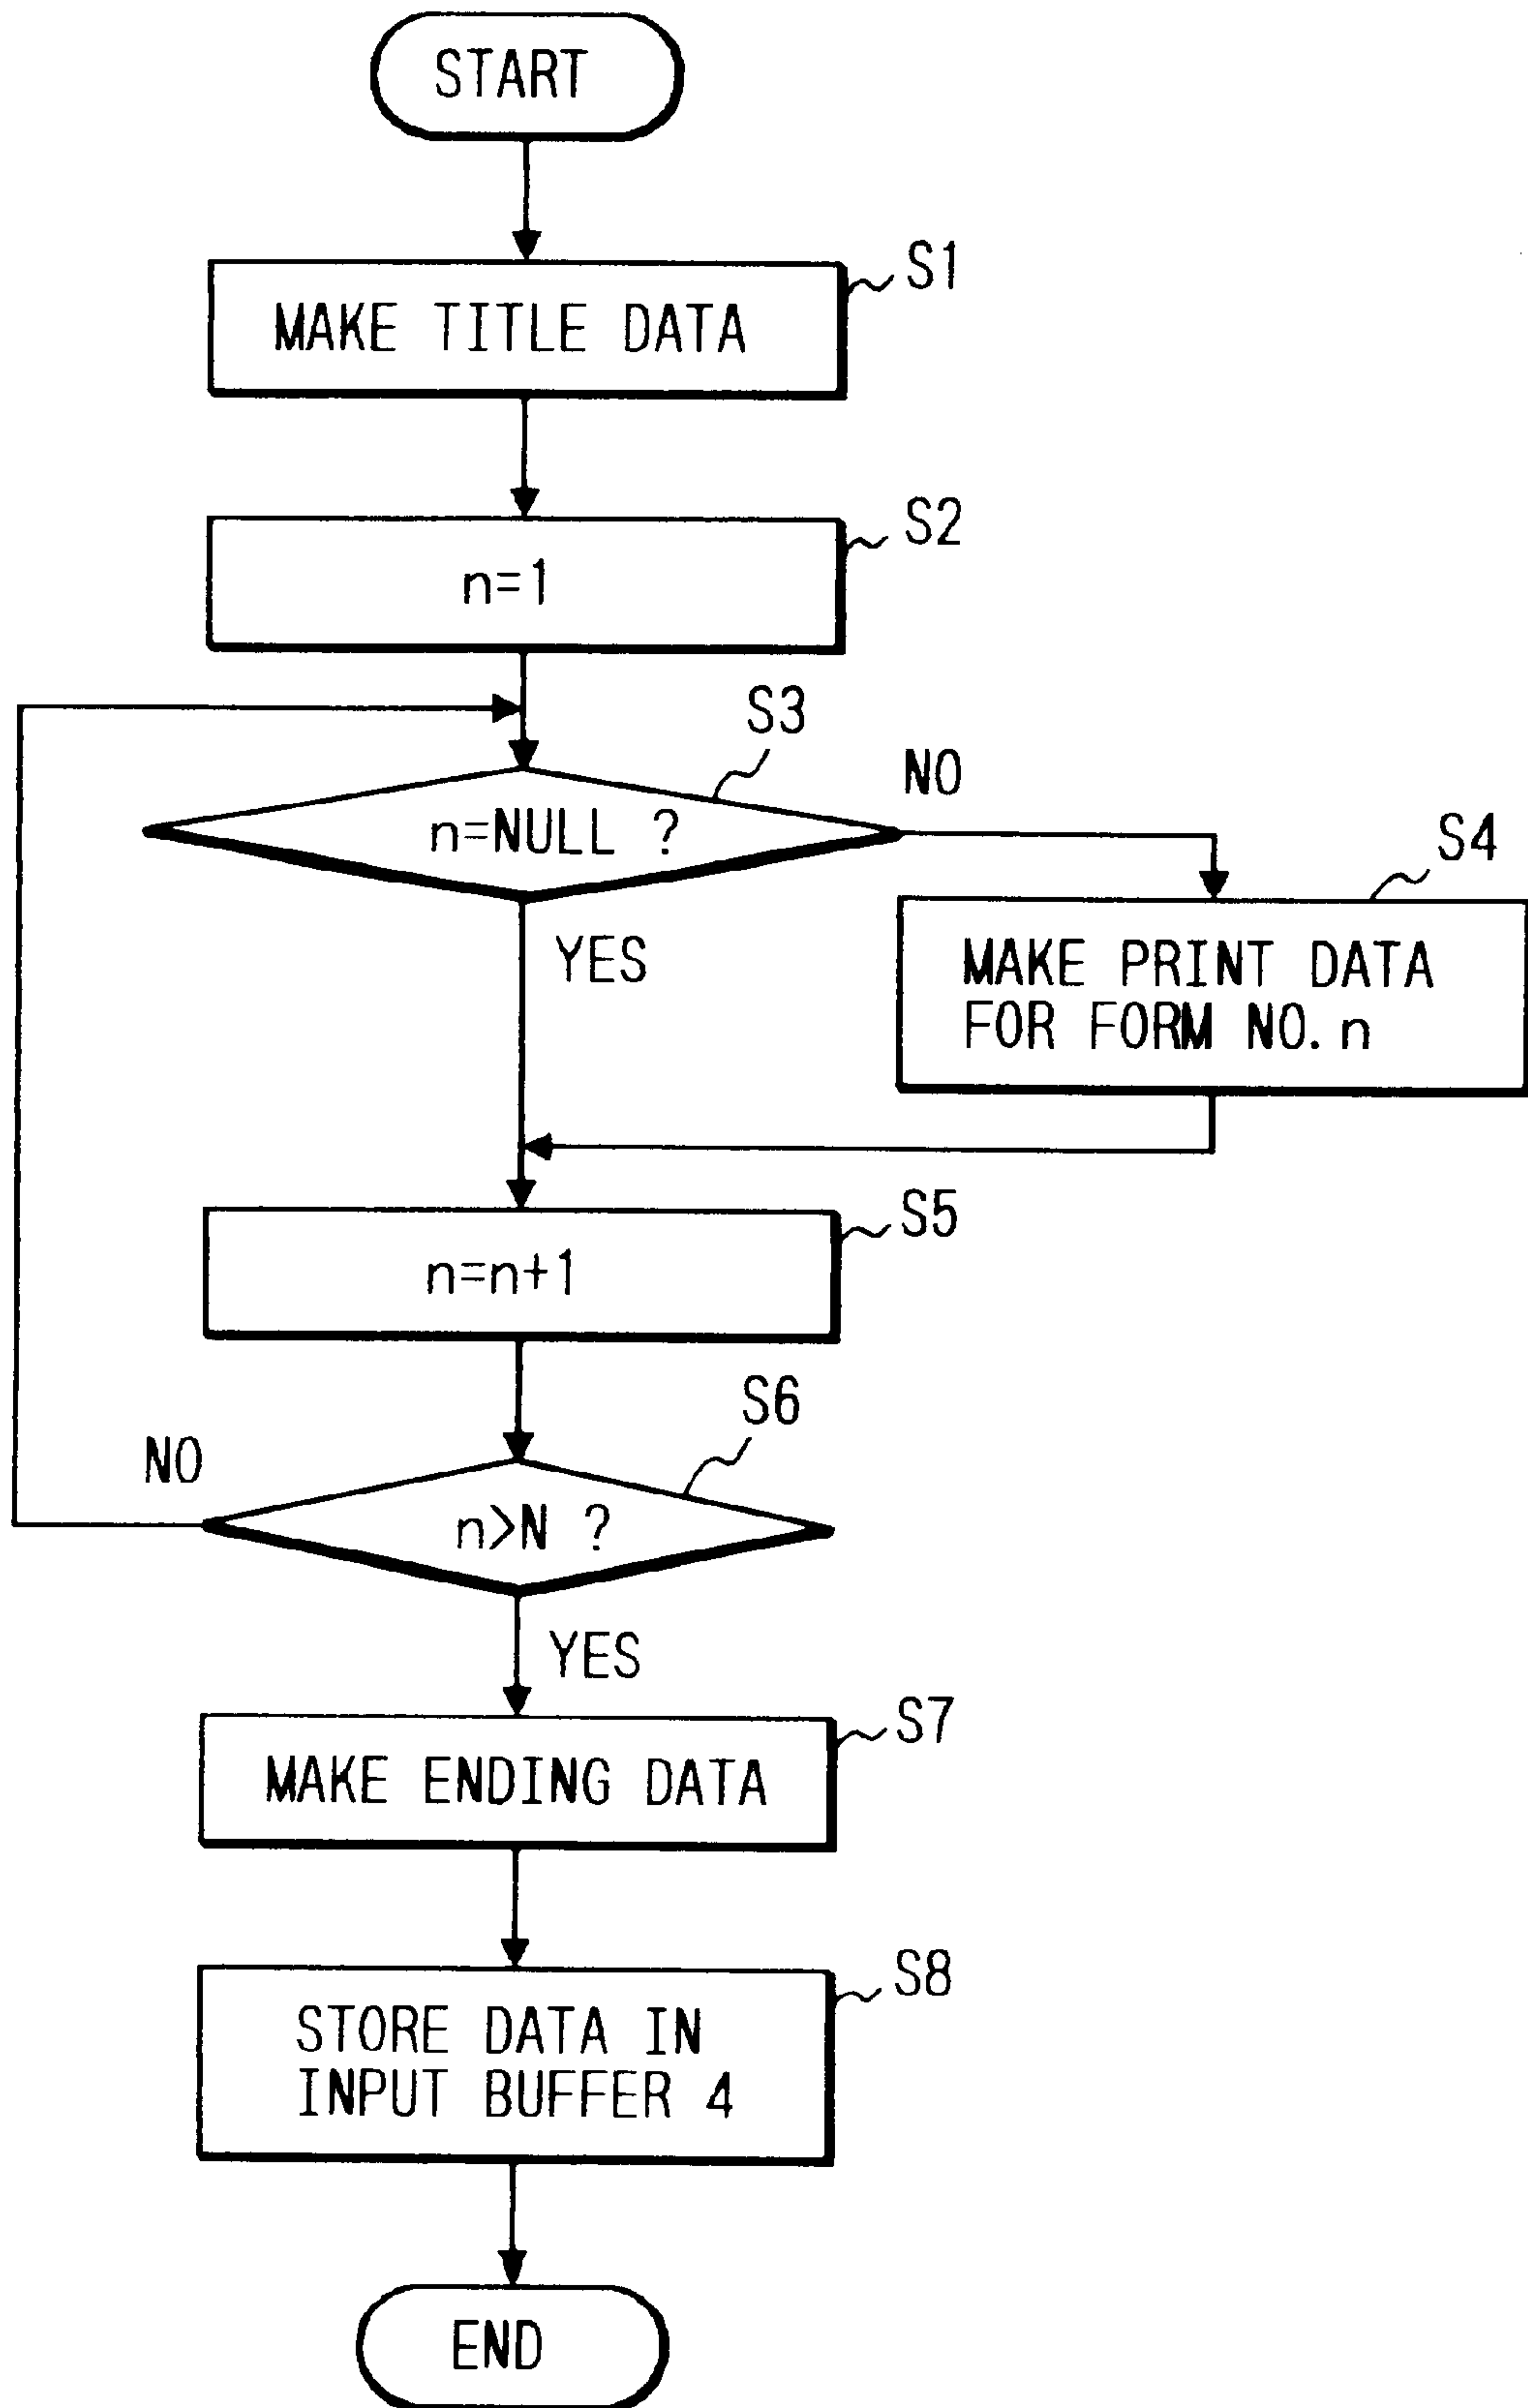 START
S1
MAKE TITLE DATA
S2
n=1
S3
n=NULL ?
NO
S4
YES
MAKE PRINT DATA
FOR FORM NO. n
S5
n=n+1
S6
NO
n>N ?
YES
S7
MAKE ENDING DATA
S8
STORE DATA IN
INPUT BUFFER 4
END